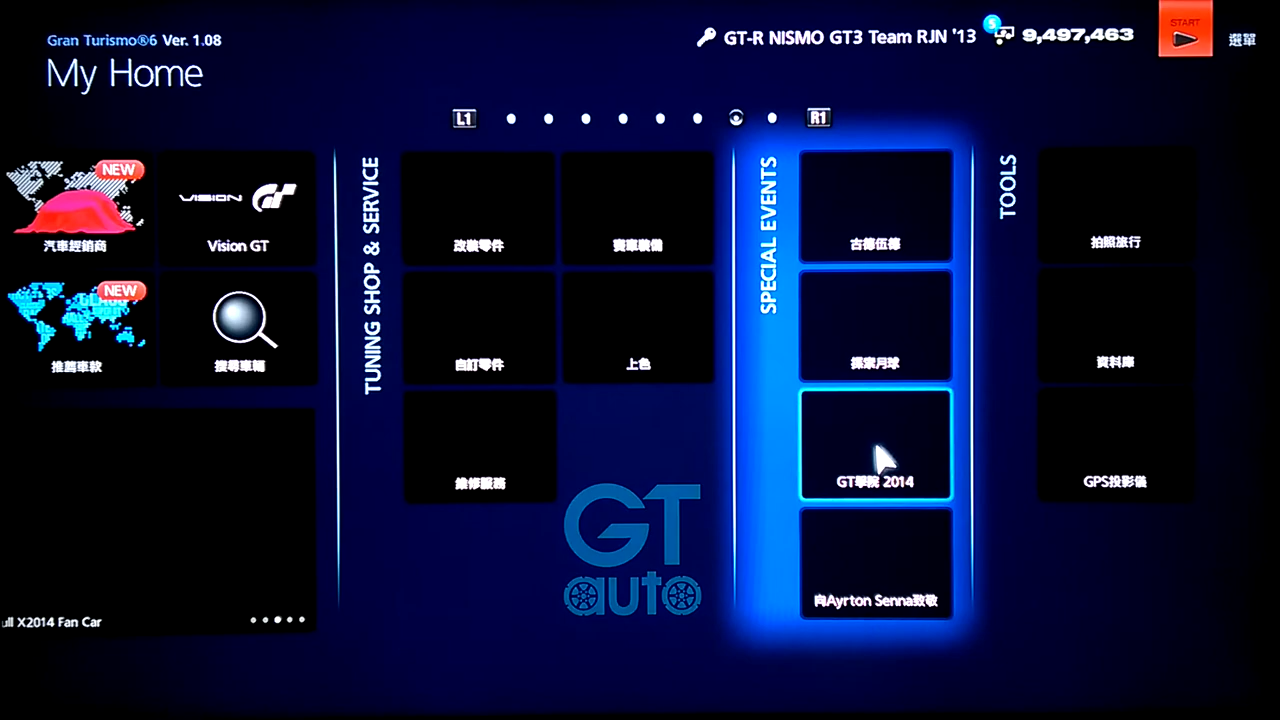 Gran Turismo®6 Ver. 1.08
My Home
GT-R NISMO GT3 Team RJN '13
5
9,497,463
START
選單
L1
R1
NEW
汽車經銷商
VISION GT
Vision GT
NEW
推薦車款
搜尋車輛
ull X2014 Fan Car
TUNING SHOP & SERVICE
改裝零件
賽車裝備
自訂零件
上色
維修服務
GT
auto
SPECIAL EVENTS
古德伍德
探索月球
GT學院 2014
向Ayrton Senna致敬
TOOLS
拍照旅行
資料庫
GPS投影儀